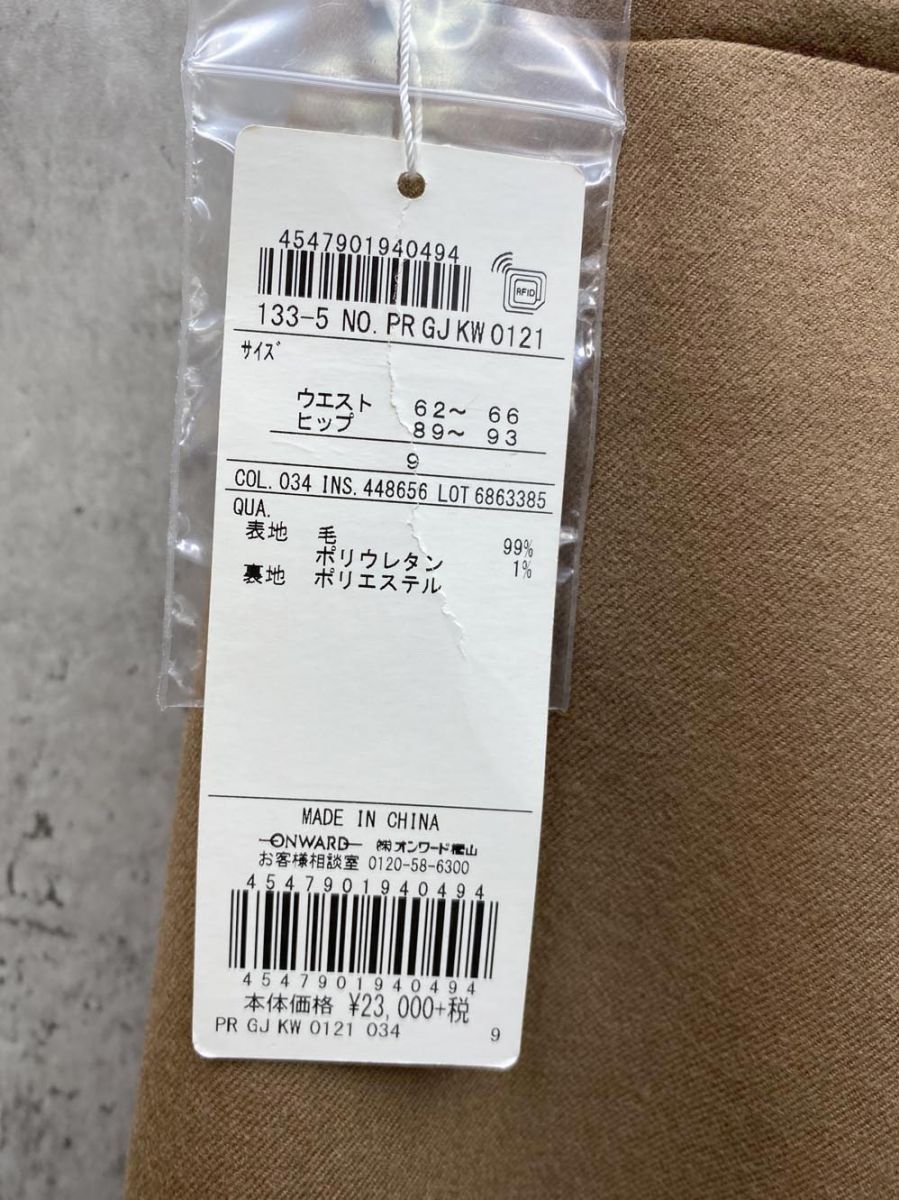 4547901940494
RFID
133-5 NO. PR GJ KW 0121
サイズ
ウエスト 62～ 66
ヒップ 89～ 93
9
COL. 034 INS. 448656 LOT 6863385
QUA.
表地 毛 99%
ポリウレタン 1%
裏地 ポリエステル
MADE IN CHINA
ONWARD ㈱オンワード樫山
お客様相談室 0120-58-6300
4547901940494
4547901940494
本体価格 ¥23,000+税
PR GJ KW 0121 034 9